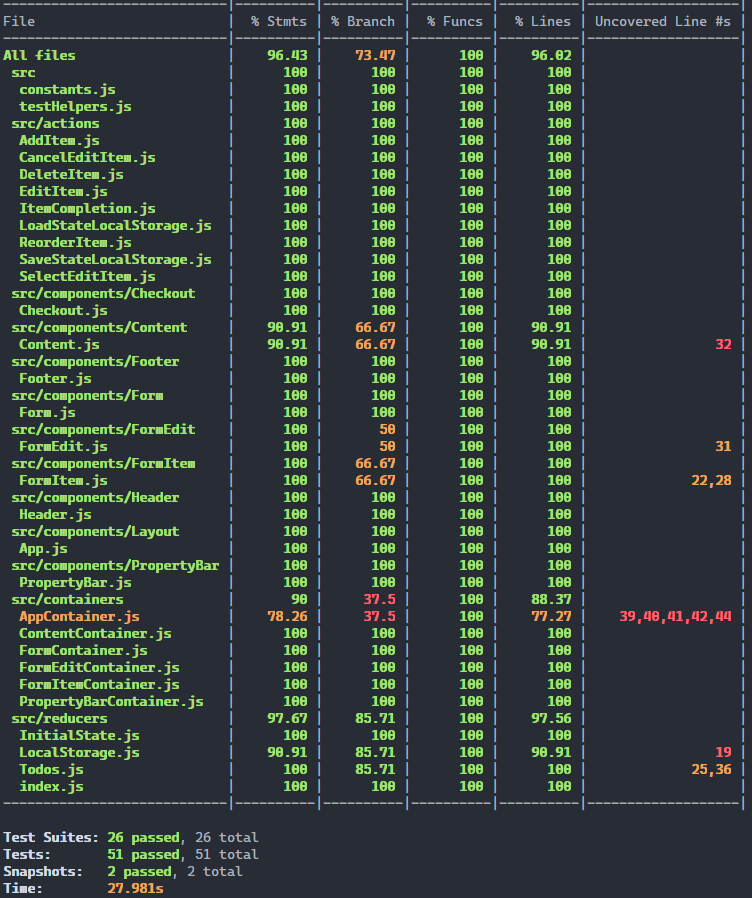 -----------------------------|----------|----------|----------|----------|-------------------|
File | % Stmts | % Branch | % Funcs | % Lines | Uncovered Line #s |
-----------------------------|----------|----------|----------|----------|-------------------|
All files | 96.43 | 73.47 | 100 | 96.02 | |
src | 100 | 100 | 100 | 100 | |
constants.js | 100 | 100 | 100 | 100 | |
testHelpers.js | 100 | 100 | 100 | 100 | |
src/actions | 100 | 100 | 100 | 100 | |
AddItem.js | 100 | 100 | 100 | 100 | |
CancelEditItem.js | 100 | 100 | 100 | 100 | |
DeleteItem.js | 100 | 100 | 100 | 100 | |
EditItem.js | 100 | 100 | 100 | 100 | |
ItemCompletion.js | 100 | 100 | 100 | 100 | |
LoadStateLocalStorage.js | 100 | 100 | 100 | 100 | |
ReorderItem.js | 100 | 100 | 100 | 100 | |
SaveStateLocalStorage.js | 100 | 100 | 100 | 100 | |
SelectEditItem.js | 100 | 100 | 100 | 100 | |
src/components/Checkout | 100 | 100 | 100 | 100 | |
Checkout.js | 100 | 100 | 100 | 100 | |
src/components/Content | 90.91 | 66.67 | 100 | 90.91 | |
Content.js | 90.91 | 66.67 | 100 | 90.91 | 32 |
src/components/Footer | 100 | 100 | 100 | 100 | |
Footer.js | 100 | 100 | 100 | 100 | |
src/components/Form | 100 | 100 | 100 | 100 | |
Form.js | 100 | 100 | 100 | 100 | |
src/components/FormEdit | 100 | 50 | 100 | 100 | |
FormEdit.js | 100 | 50 | 100 | 100 | 31 |
src/components/FormItem | 100 | 66.67 | 100 | 100 | |
FormItem.js | 100 | 66.67 | 100 | 100 | 22,28 |
src/components/Header | 100 | 100 | 100 | 100 | |
Header.js | 100 | 100 | 100 | 100 | |
src/components/Layout | 100 | 100 | 100 | 100 | |
App.js | 100 | 100 | 100 | 100 | |
src/components/PropertyBar | 100 | 100 | 100 | 100 | |
PropertyBar.js | 100 | 100 | 100 | 100 | |
src/containers | 90 | 37.5 | 100 | 88.37 | |
AppContainer.js | 78.26 | 37.5 | 100 | 77.27 | 39,40,41,42,44 |
ContentContainer.js | 100 | 100 | 100 | 100 | |
FormContainer.js | 100 | 100 | 100 | 100 | |
FormEditContainer.js | 100 | 100 | 100 | 100 | |
FormItemContainer.js | 100 | 100 | 100 | 100 | |
PropertyBarContainer.js | 100 | 100 | 100 | 100 | |
src/reducers | 97.67 | 85.71 | 100 | 97.56 | |
InitialState.js | 100 | 100 | 100 | 100 | |
LocalStorage.js | 90.91 | 85.71 | 100 | 90.91 | 19 |
Todos.js | 100 | 85.71 | 100 | 100 | 25,36 |
index.js | 100 | 100 | 100 | 100 | |
-----------------------------|----------|----------|----------|----------|-------------------|
Test Suites: 26 passed, 26 total
Tests: 51 passed, 51 total
Snapshots: 2 passed, 2 total
Time: 27.981s